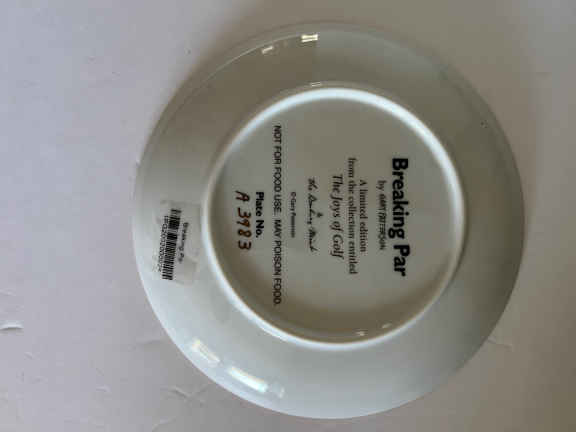 Breaking Par
by GARY PATTERSON
A limited edition
from the collection entitled
The Joys of Golf
by
The Danbury Mint
© Gary Patterson
Plate No.
A 3983
NOT FOR FOOD USE. MAY POISON FOOD.
Breaking Par